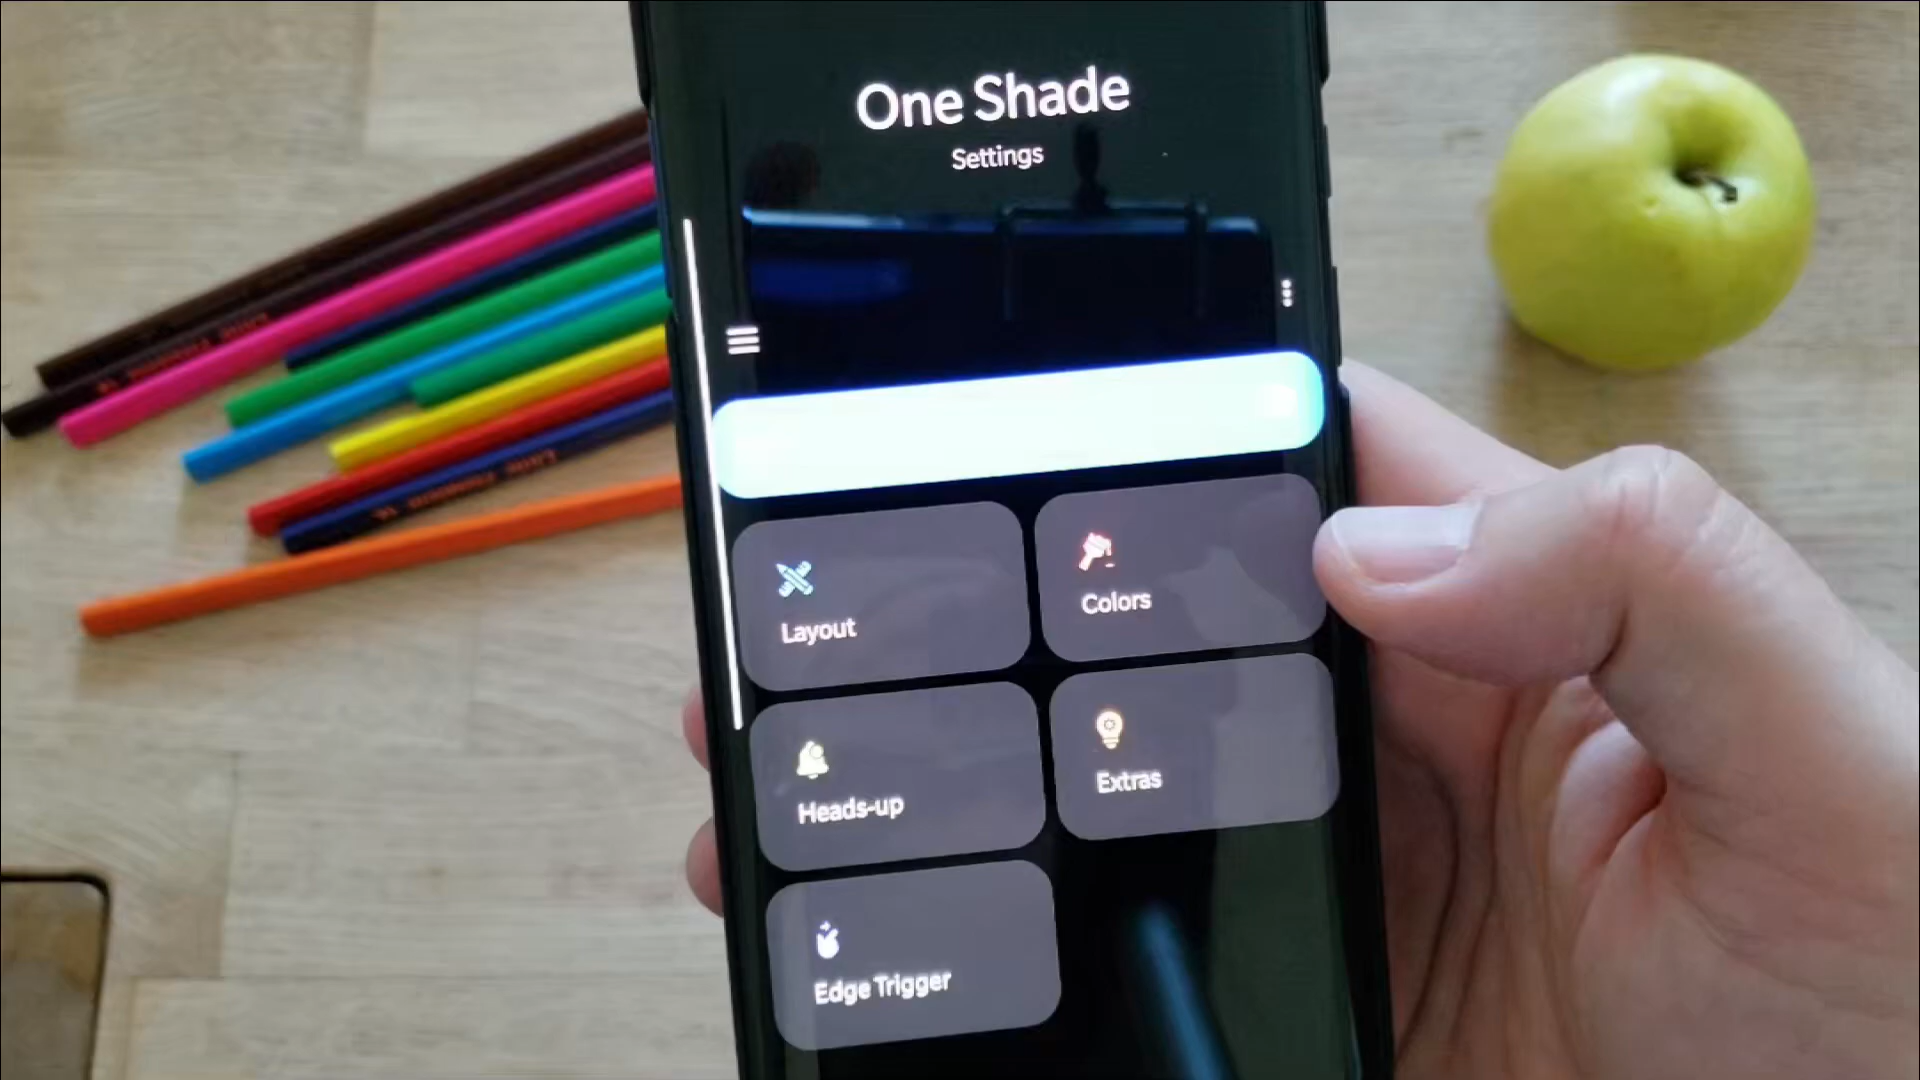 One Shade
Settings
Layout
Colors
Heads-up
Extras
Edge Trigger